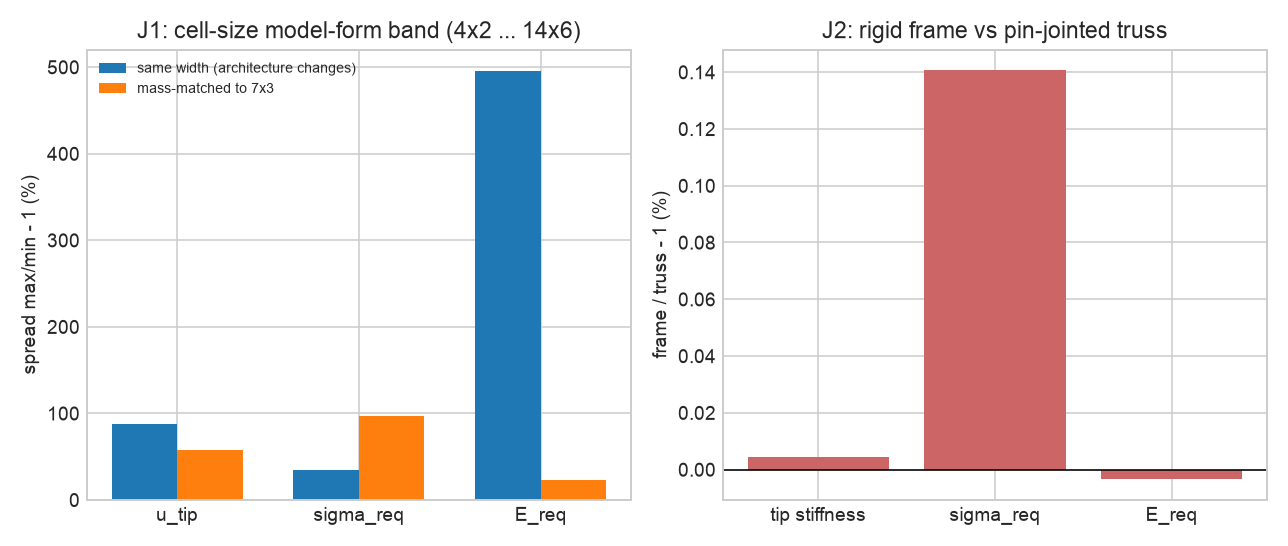 J1: cell-size model-form band (4x2 ... 14x6)
spread max/min - 1 (%)
500
400
300
200
100
0
same width (architecture changes)
mass-matched to 7x3
u_tip
sigma_req
E_req
J2: rigid frame vs pin-jointed truss
frame / truss - 1 (%)
0.14
0.12
0.10
0.08
0.06
0.04
0.02
0.00
tip stiffness
sigma_req
E_req